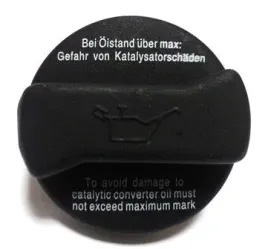 Bei Ölstand über max:
Gefahr von Katalysatorschäden
To avoid damage to
catalytic converter oil must
not exceed maximum mark